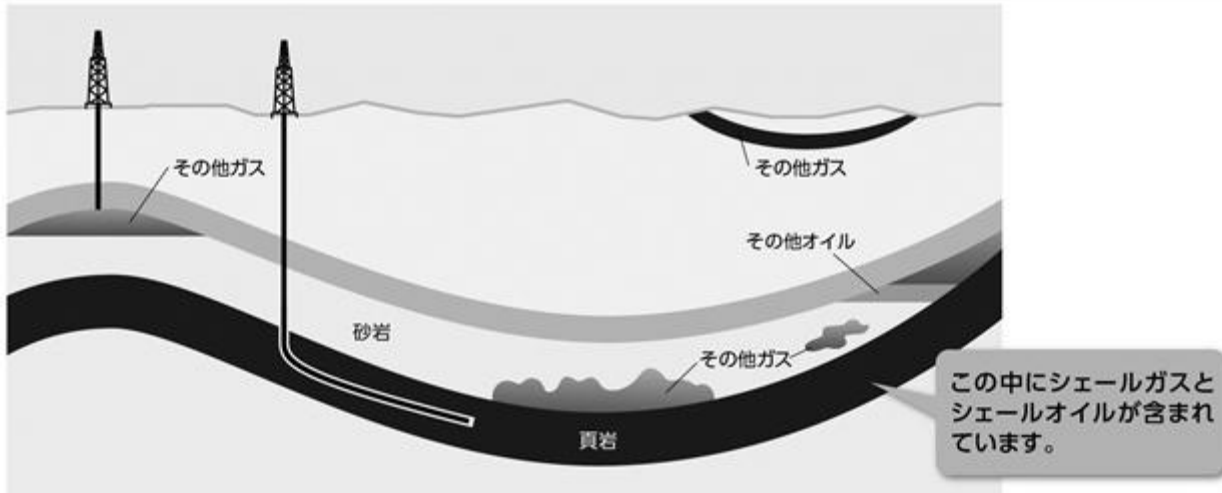 その他ガス
その他ガス
その他オイル
砂岩
その他ガス
頁岩
この中にシェールガスと
シェールオイルが含まれ
ています。